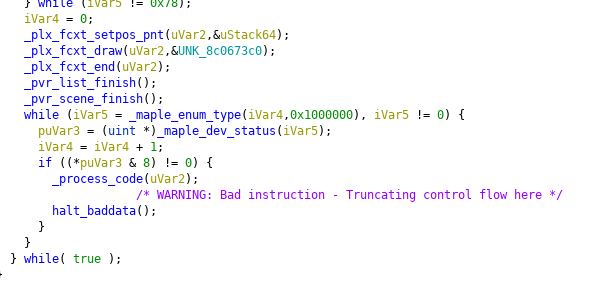 } while (iVar5 != 0x78);
iVar4 = 0;
_plx_fcxt_setpos_pnt(uVar2,&uStack64);
_plx_fcxt_draw(uVar2,&UNK_8c0673c0);
_plx_fcxt_end(uVar2);
_pvr_list_finish();
_pvr_scene_finish();
while (iVar5 = _maple_enum_type(iVar4,0x1000000), iVar5 != 0) {
puVar3 = (uint *)_maple_dev_status(iVar5);
iVar4 = iVar4 + 1;
if ((*puVar3 & 8) != 0) {
_process_code(uVar2);
/* WARNING: Bad instruction - Truncating control flow here */
halt_baddata();
}
}
} while( true );
}